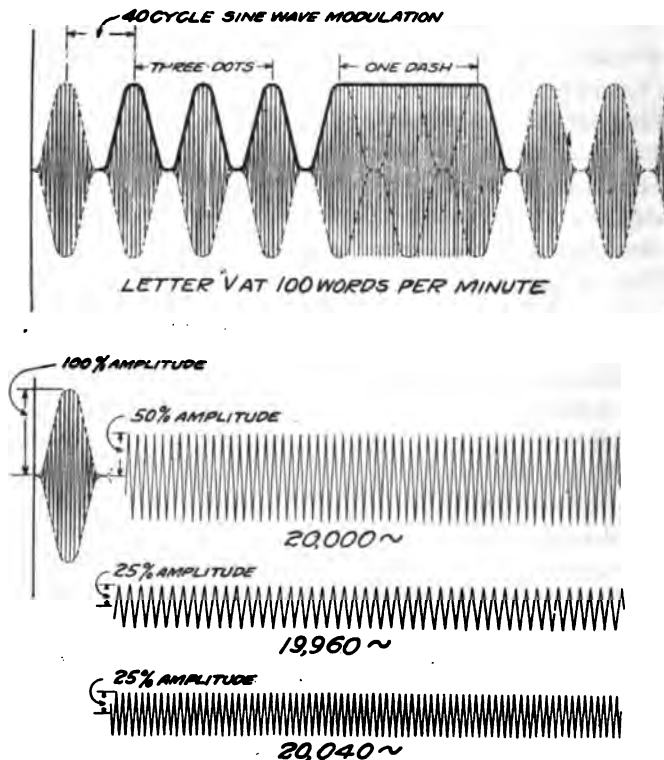 40 CYCLE SINE WAVE MODULATION
THREE DOTS
ONE DASH
LETTER V AT 100 WORDS PER MINUTE
100% AMPLITUDE
50% AMPLITUDE
20,000~
25% AMPLITUDE
19,960~
25% AMPLITUDE
20,040~